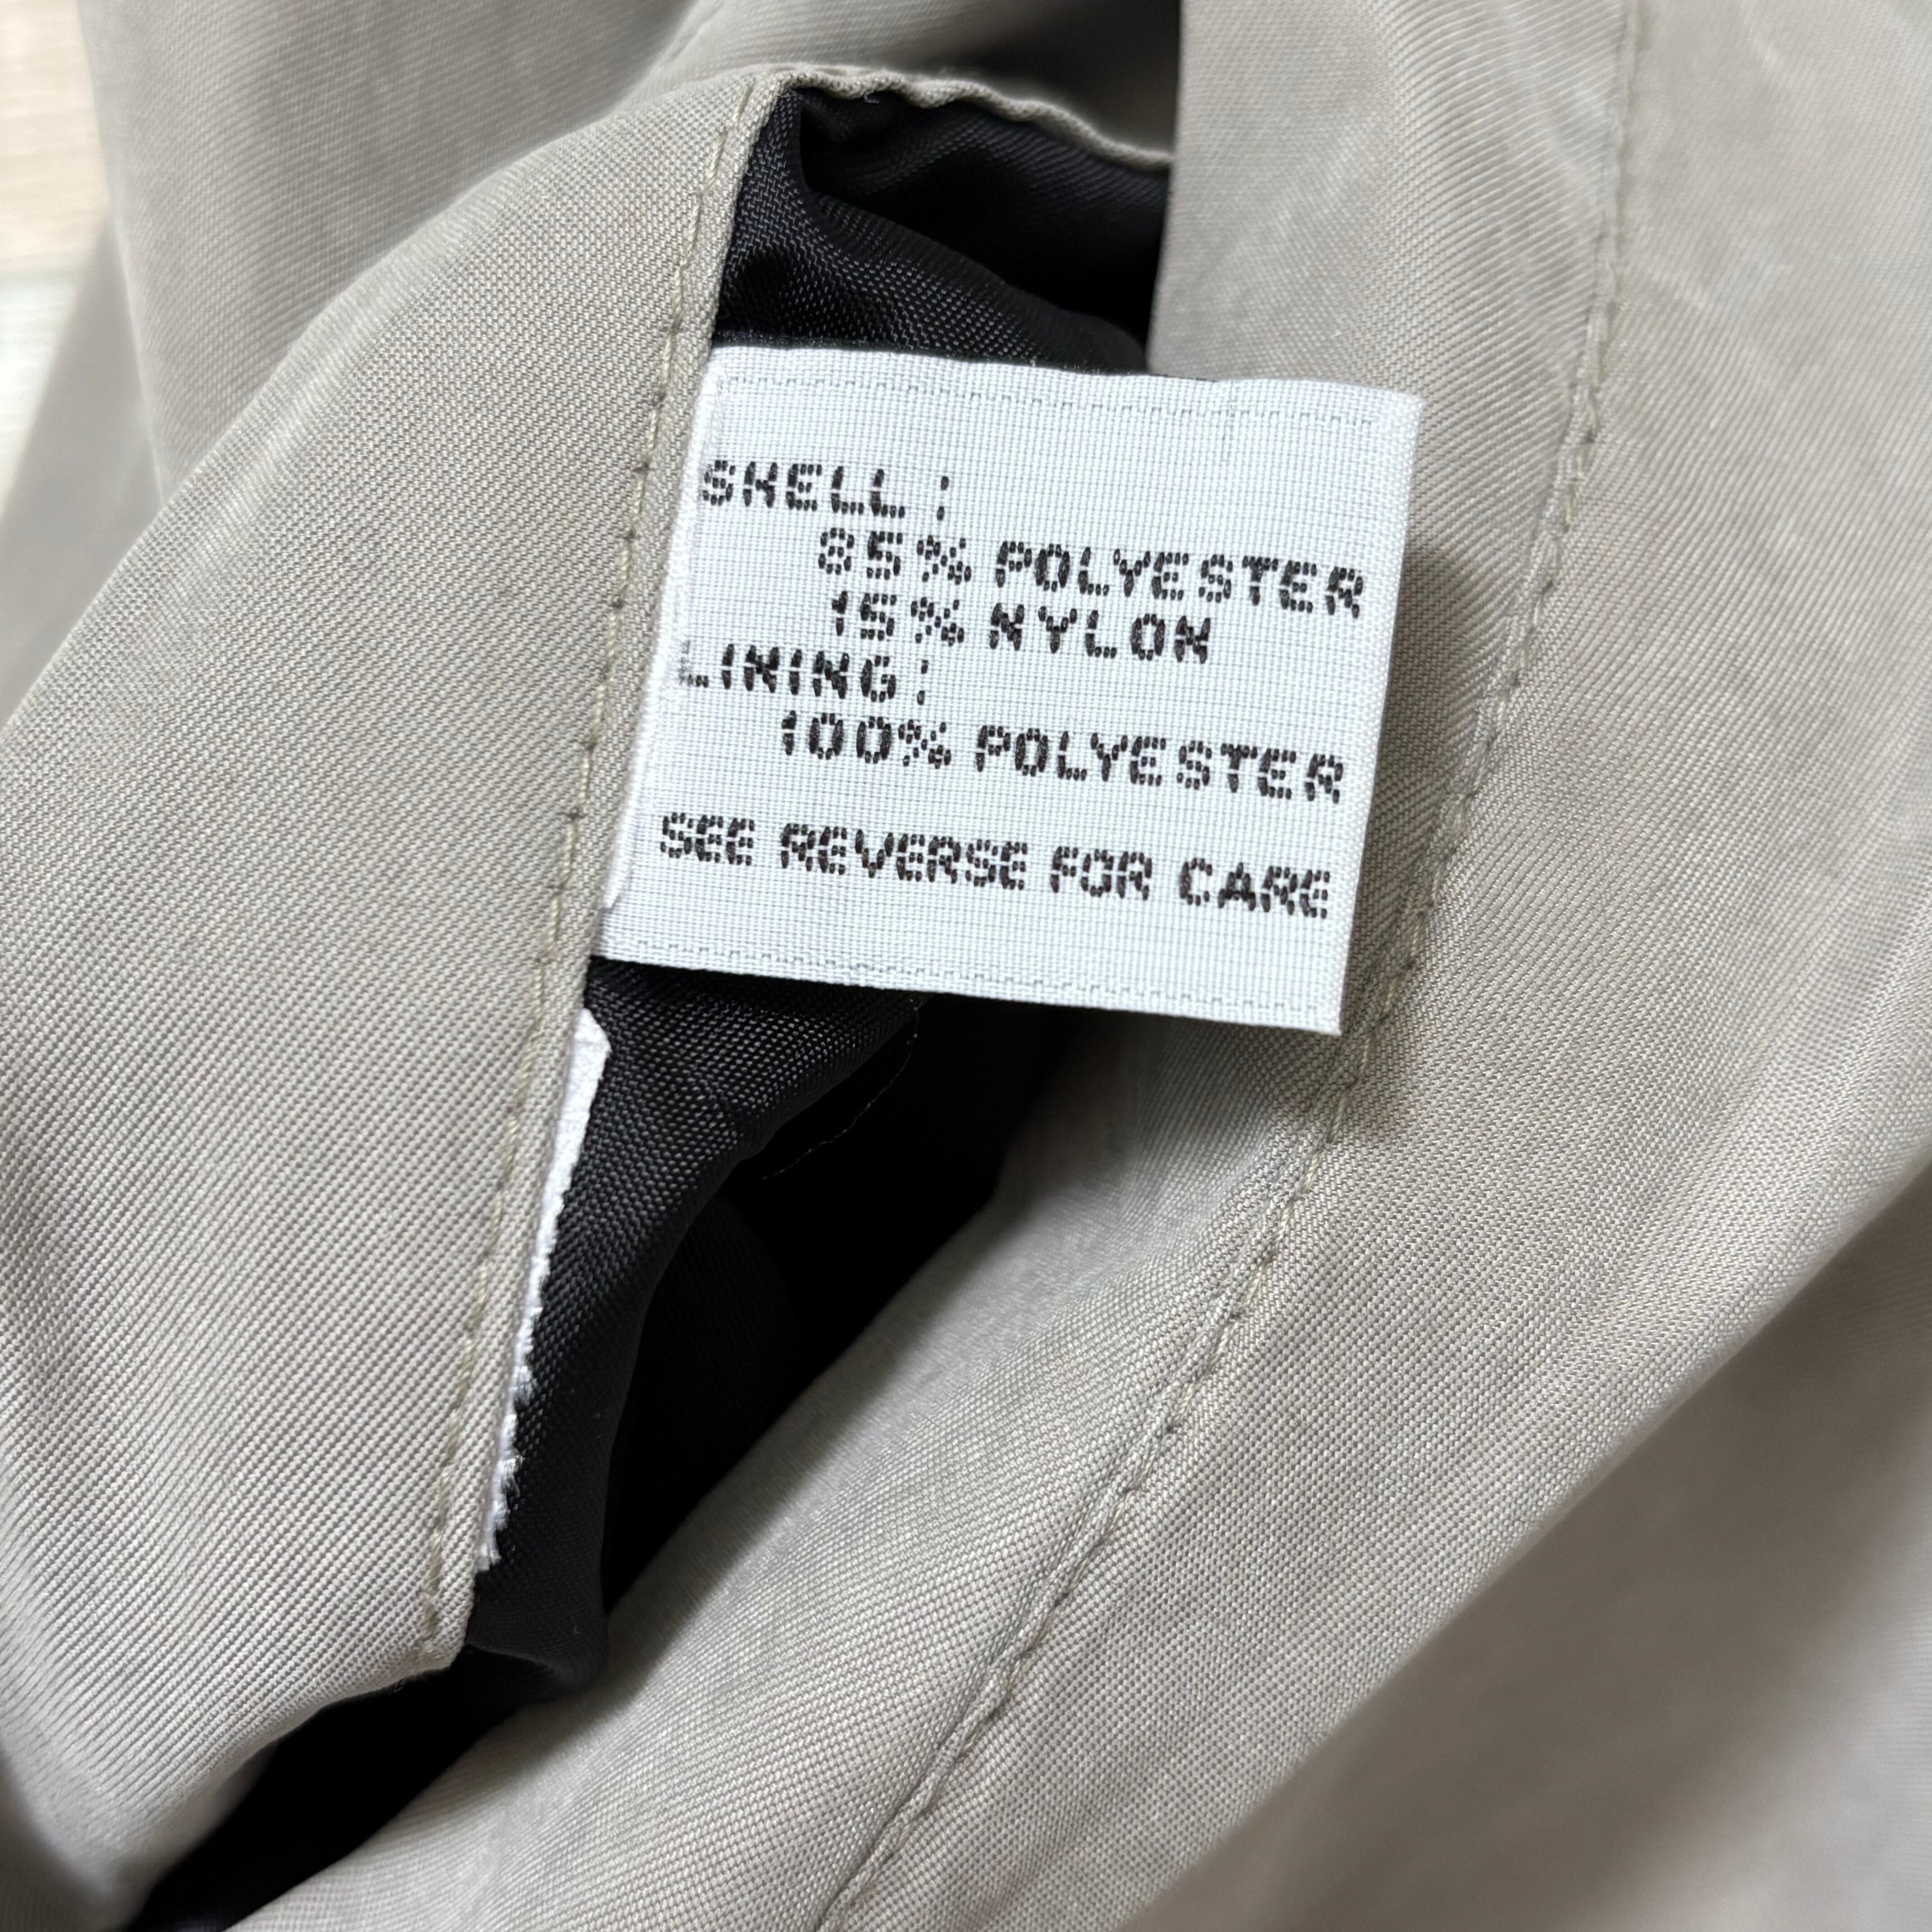 SHELL:
85% POLYESTER
15% NYLON
LINING:
100% POLYESTER
SEE REVERSE FOR CARE